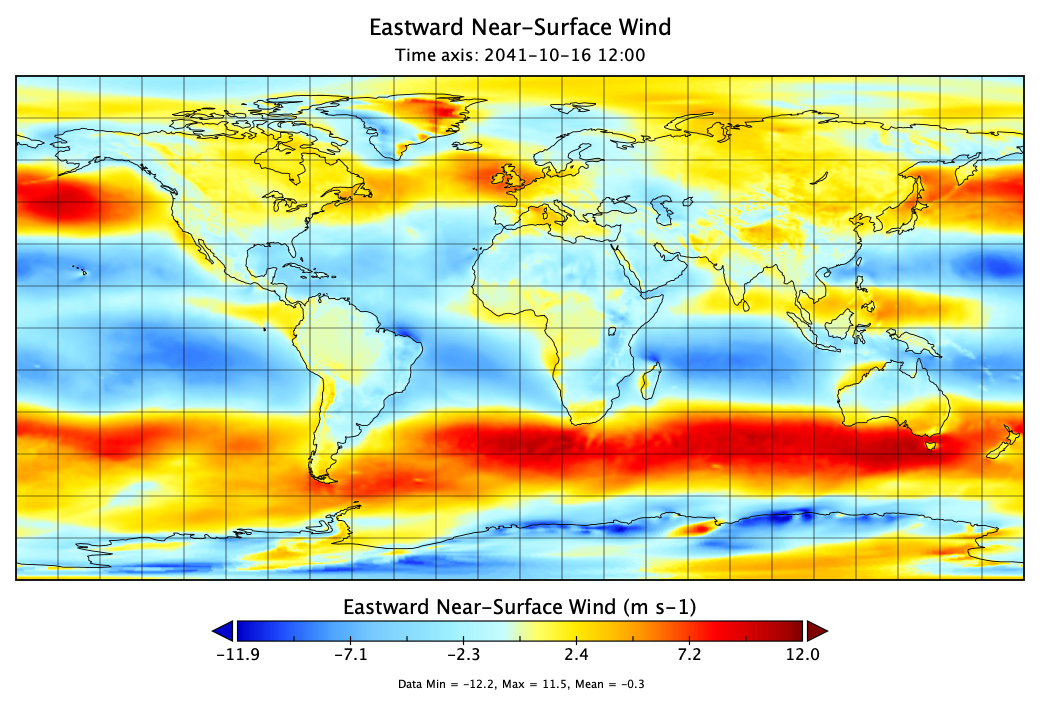 Eastward Near-Surface Wind
Time axis: 2041-10-16 12:00
Eastward Near-Surface Wind (m s-1)
-11.9 -7.1 -2.3 2.4 7.2 12.0
Data Min = -12.2, Max = 11.5, Mean = -0.3